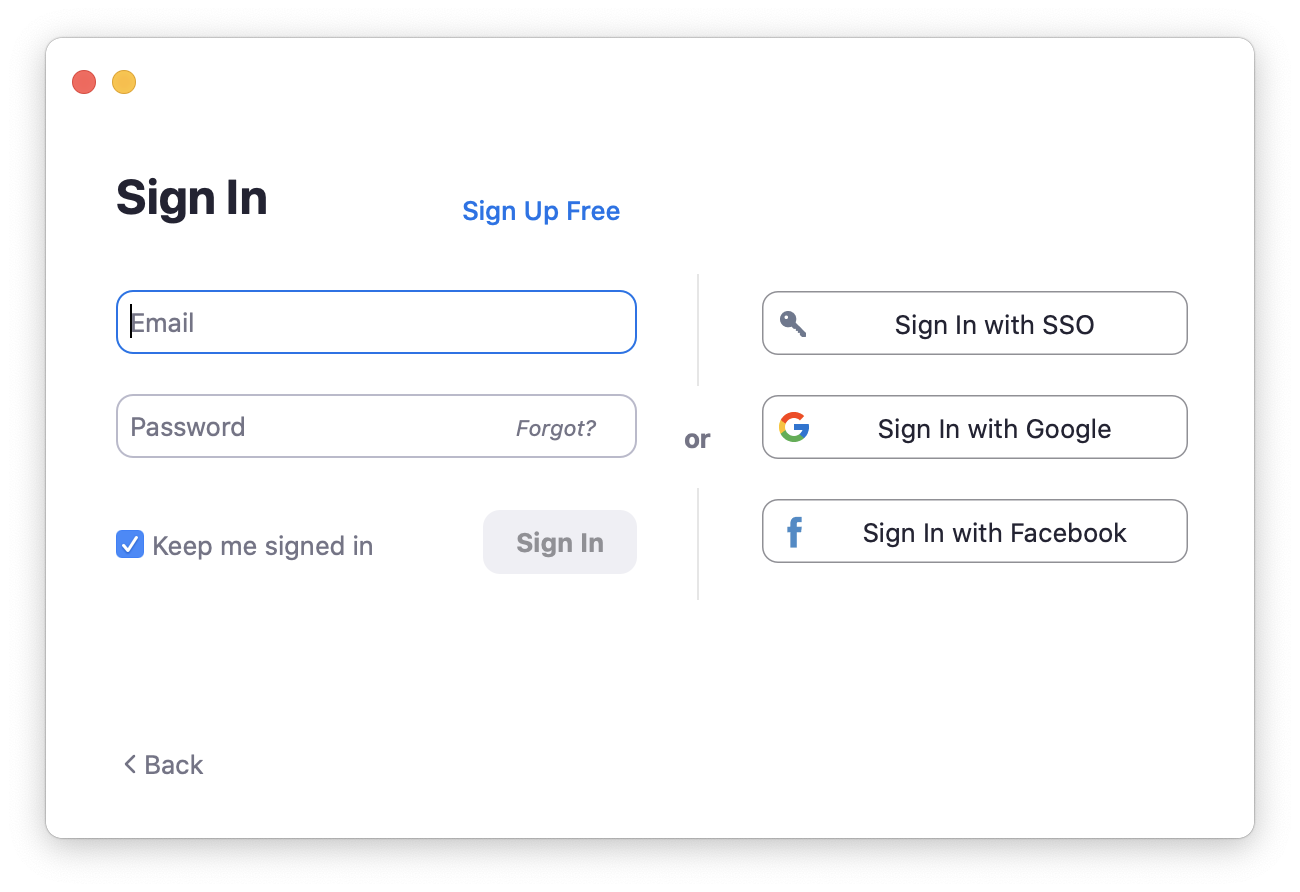 Sign In
Sign Up Free
Email
Password
Forgot?
Keep me signed in
Sign In
or
Sign In with SSO
Sign In with Google
Sign In with Facebook
Back